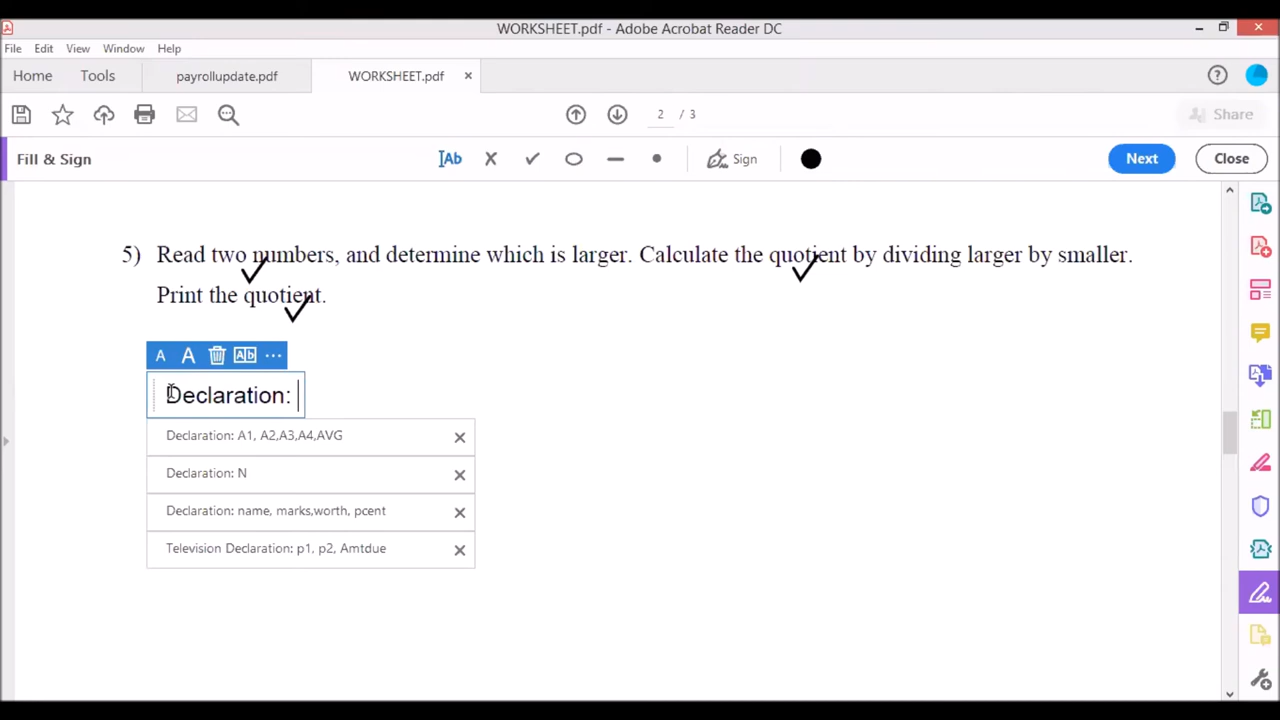 WORKSHEET.pdf - Adobe Acrobat Reader DC
File Edit View Window Help
Home Tools payrollupdate.pdf WORKSHEET.pdf ×
2 / 3 Share
Fill & Sign Ab Sign Next Close
5) Read two numbers, and determine which is larger. Calculate the quotient by dividing larger by smaller.
Print the quotient.
A A Ab ...
Declaration:
Declaration: A1, A2,A3,A4,AVG
Declaration: N
Declaration: name, marks,worth, pcent
Television Declaration: p1, p2, Amtdue